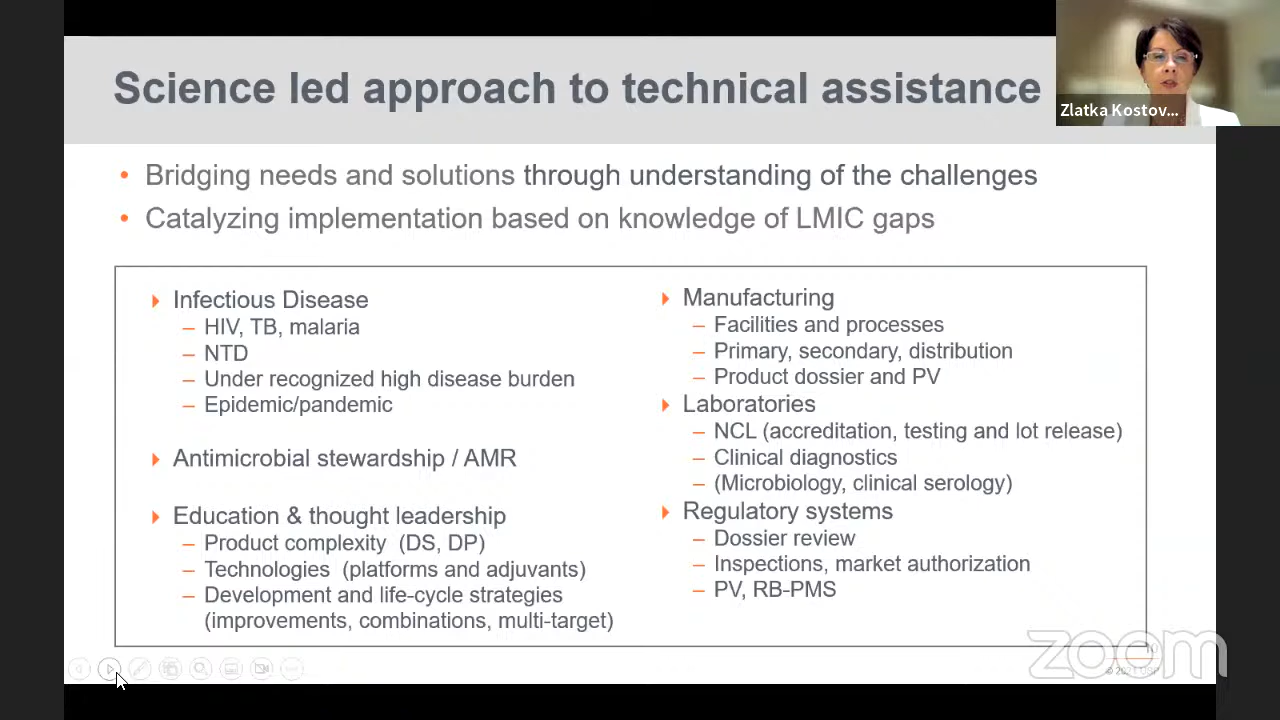 Science led approach to technical assistance
Zlatka Kostov...
• Bridging needs and solutions through understanding of the challenges
• Catalyzing implementation based on knowledge of LMIC gaps
Infectious Disease
– HIV, TB, malaria
– NTD
– Under recognized high disease burden
– Epidemic/pandemic
Antimicrobial stewardship / AMR
Education & thought leadership
– Product complexity (DS, DP)
– Technologies (platforms and adjuvants)
– Development and life-cycle strategies
(improvements, combinations, multi-target)
Manufacturing
– Facilities and processes
– Primary, secondary, distribution
– Product dossier and PV
Laboratories
– NCL (accreditation, testing and lot release)
– Clinical diagnostics
– (Microbiology, clinical serology)
Regulatory systems
– Dossier review
– Inspections, market authorization
– PV, RB-PMS
10
zoom